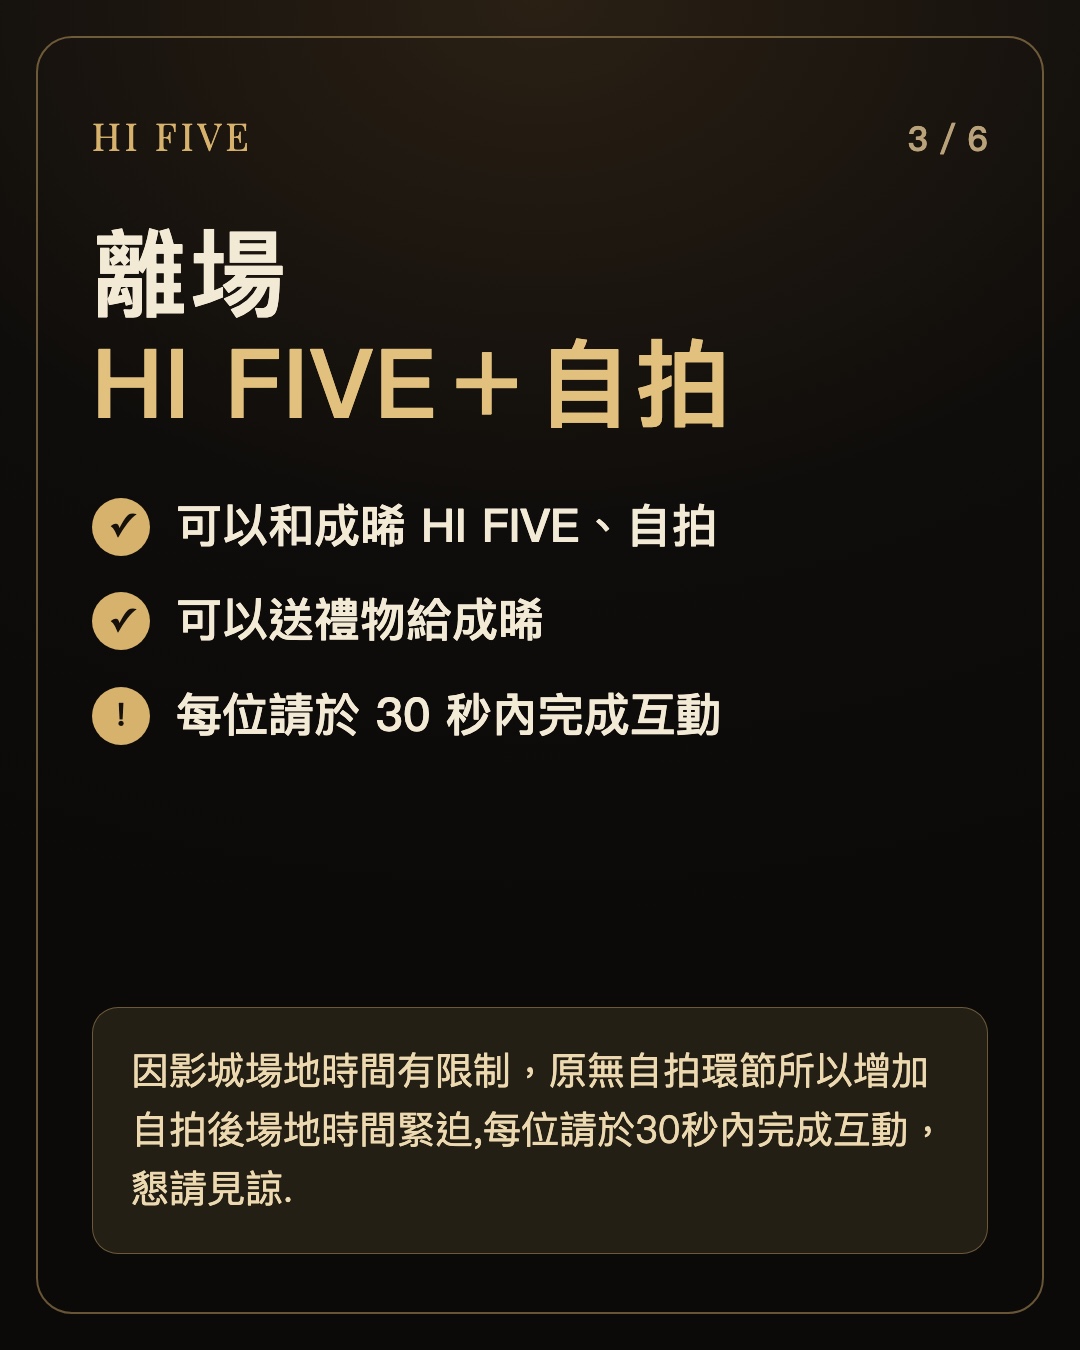 HI FIVE
3 / 6
離場
HI FIVE＋自拍
✓ 可以和成晞 HI FIVE、自拍
✓ 可以送禮物給成晞
! 每位請於 30 秒內完成互動
因影城場地時間有限制，原無自拍環節所以增加
自拍後場地時間緊迫,每位請於30秒內完成互動，
懇請見諒.